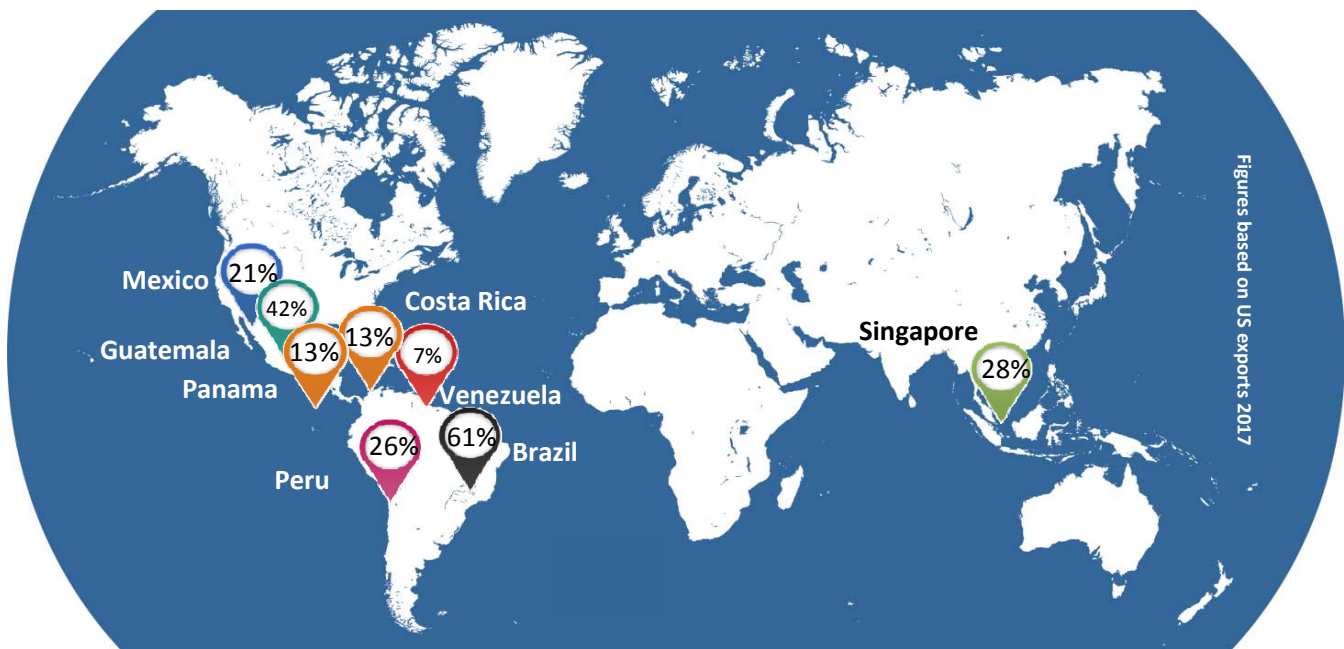 Mexico
21%
42%
Costa Rica
Guatemala
13%
13%
7%
Panama
Venezuela
26%
61%
Brazil
Peru
Singapore
28%
Figures based on US exports 2017